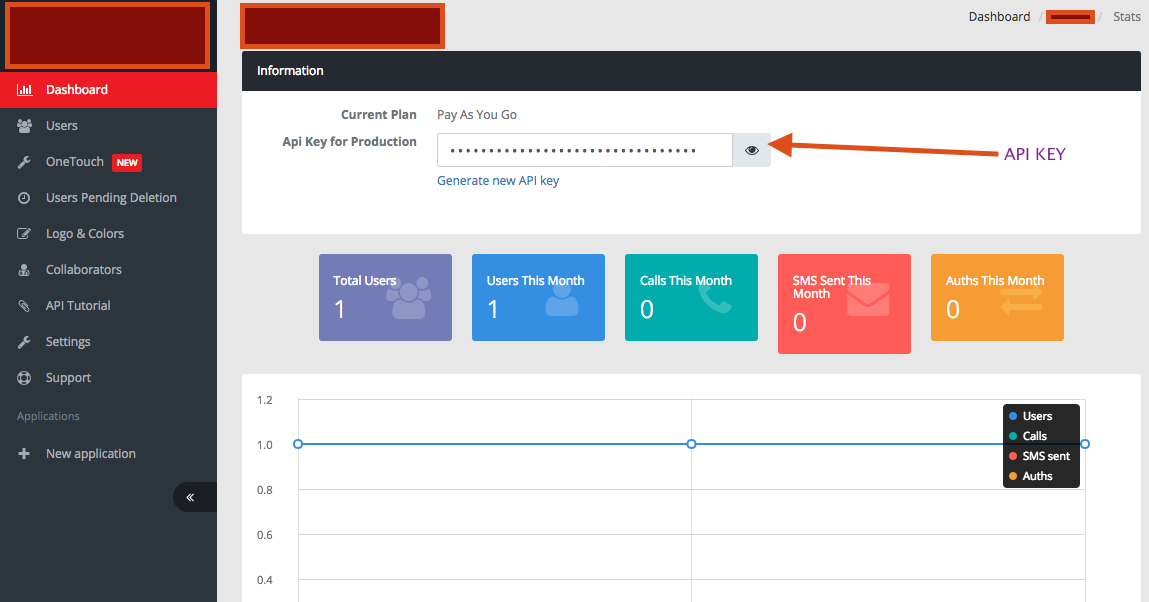 Dashboard / / Stats
Dashboard
Users
OneTouch NEW
Users Pending Deletion
Logo & Colors
Collaborators
API Tutorial
Settings
Support
Applications
New application
Information
Current Plan Pay As You Go
Api Key for Production
API KEY
Generate new API key
Total Users
1
Users This Month
1
Calls This Month
0
SMS Sent This
Month
0
Auths This Month
0
1.2
1.0
0.8
0.6
0.4
Users
Calls
SMS sent
Auths